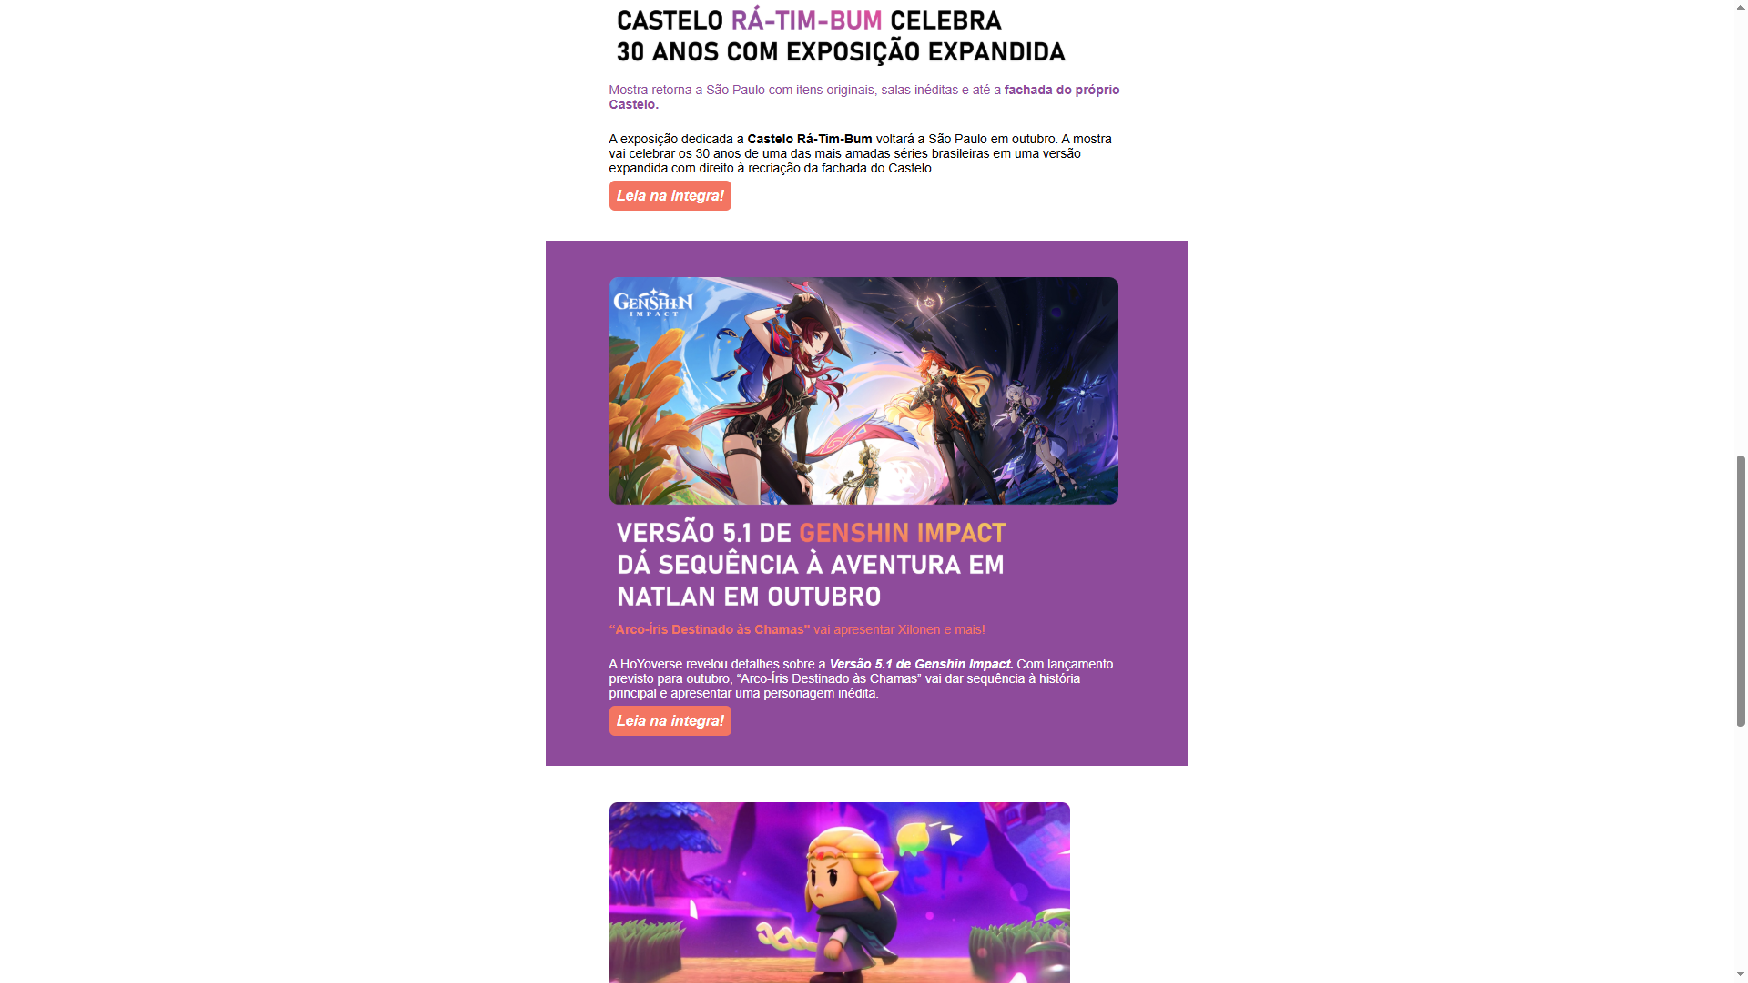 CASTELO RÁ-TIM-BUM CELEBRA
30 ANOS COM EXPOSIÇÃO EXPANDIDA
Mostra retorna a São Paulo com itens originais, salas inéditas e até a fachada do próprio
Castelo.
A exposição dedicada a Castelo Rá-Tim-Bum voltará a São Paulo em outubro. A mostra
vai celebrar os 30 anos de uma das mais amadas séries brasileiras em uma versão
expandida com direito à recriação da fachada do Castelo.
Leia na íntegra!
GENSHIN
IMPACT
VERSÃO 5.1 DE GENSHIN IMPACT
DÁ SEQUÊNCIA À AVENTURA EM
NATLAN EM OUTUBRO
“Arco-Íris Destinado às Chamas” vai apresentar Xilonen e mais!
A HoYoverse revelou detalhes sobre a Versão 5.1 de Genshin Impact. Com lançamento
previsto para outubro, “Arco-Íris Destinado às Chamas” vai dar sequência à história
principal e apresentar uma personagem inédita.
Leia na íntegra!